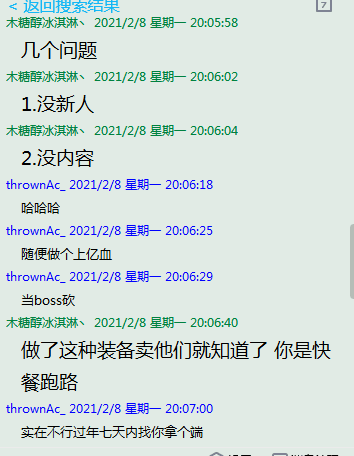 < 返回搜索结果
7
木糖醇冰淇淋丶 2021/2/8 星期一 20:05:58
几个问题
木糖醇冰淇淋丶 2021/2/8 星期一 20:06:02
1.没新人
木糖醇冰淇淋丶 2021/2/8 星期一 20:06:04
2.没内容
thrownAc_ 2021/2/8 星期一 20:06:18
哈哈哈
thrownAc_ 2021/2/8 星期一 20:06:25
随便做个上亿血
thrownAc_ 2021/2/8 星期一 20:06:29
当boss砍
木糖醇冰淇淋丶 2021/2/8 星期一 20:06:40
做了这种装备卖他们就知道了 你是快
餐跑路
thrownAc_ 2021/2/8 星期一 20:07:00
实在不行过年七天内找你拿个端